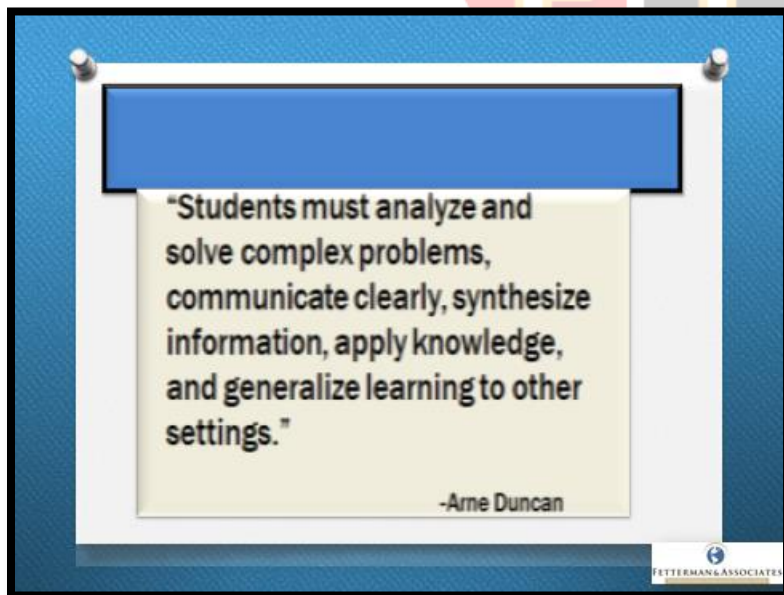 “Students must analyze and
solve complex problems,
communicate clearly, synthesize
information, apply knowledge,
and generalize learning to other
settings.”
-Arne Duncan
FETTERMAN & ASSOCIATES